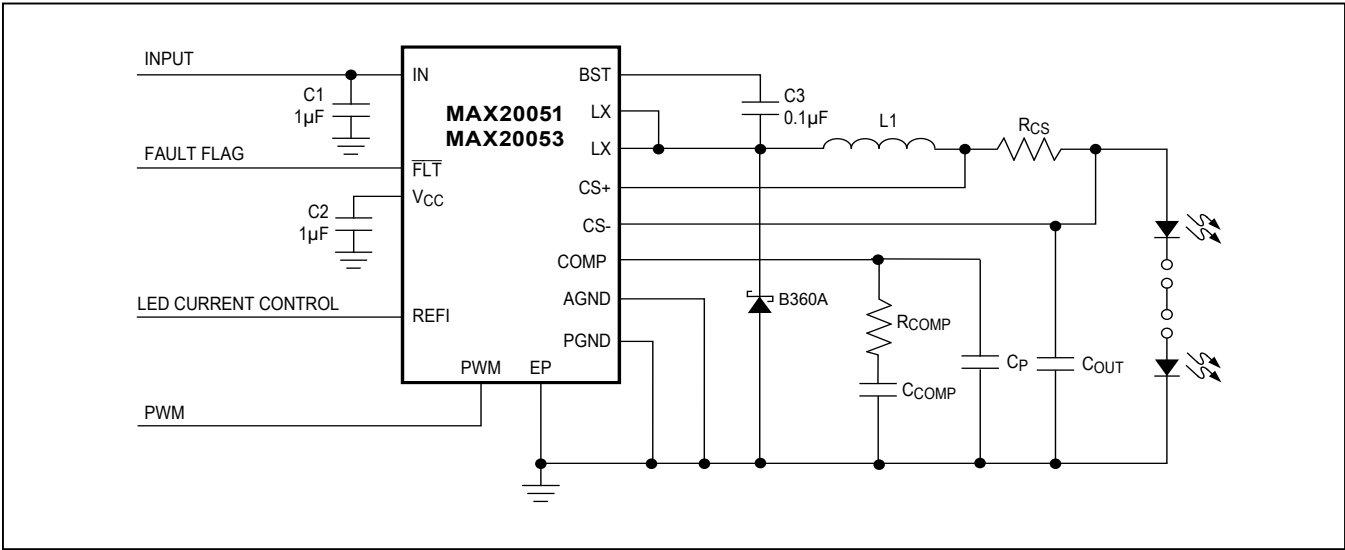 INPUT
C1
1µF
FAULT FLAG
C2
1µF
LED CURRENT CONTROL
PWM
IN
FLT
VCC
REFI
PWM
EP
MAX20051
MAX20053
BST
LX
LX
CS+
CS-
COMP
AGND
PGND
C3
0.1µF
L1
RCS
B360A
RCOMP
CCOMP
CP
COUT